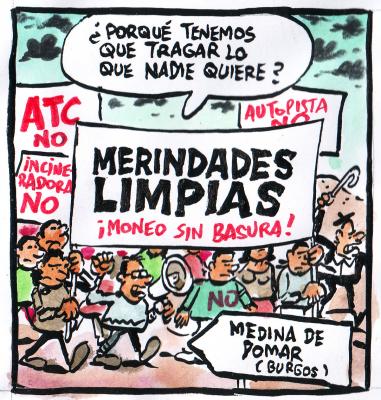 ¿PORQUÉ TENEMOS
QUE TRAGAR LO
QUE NADIE QUIERE?
ATC
NO
AUTOPISTA
NO
¡INCINE-
RADORA
NO
MERINDADES
LIMPIAS
¡MONEO SIN BASURA!
NO
MEDINA DE
POMAR
(BURGOS)